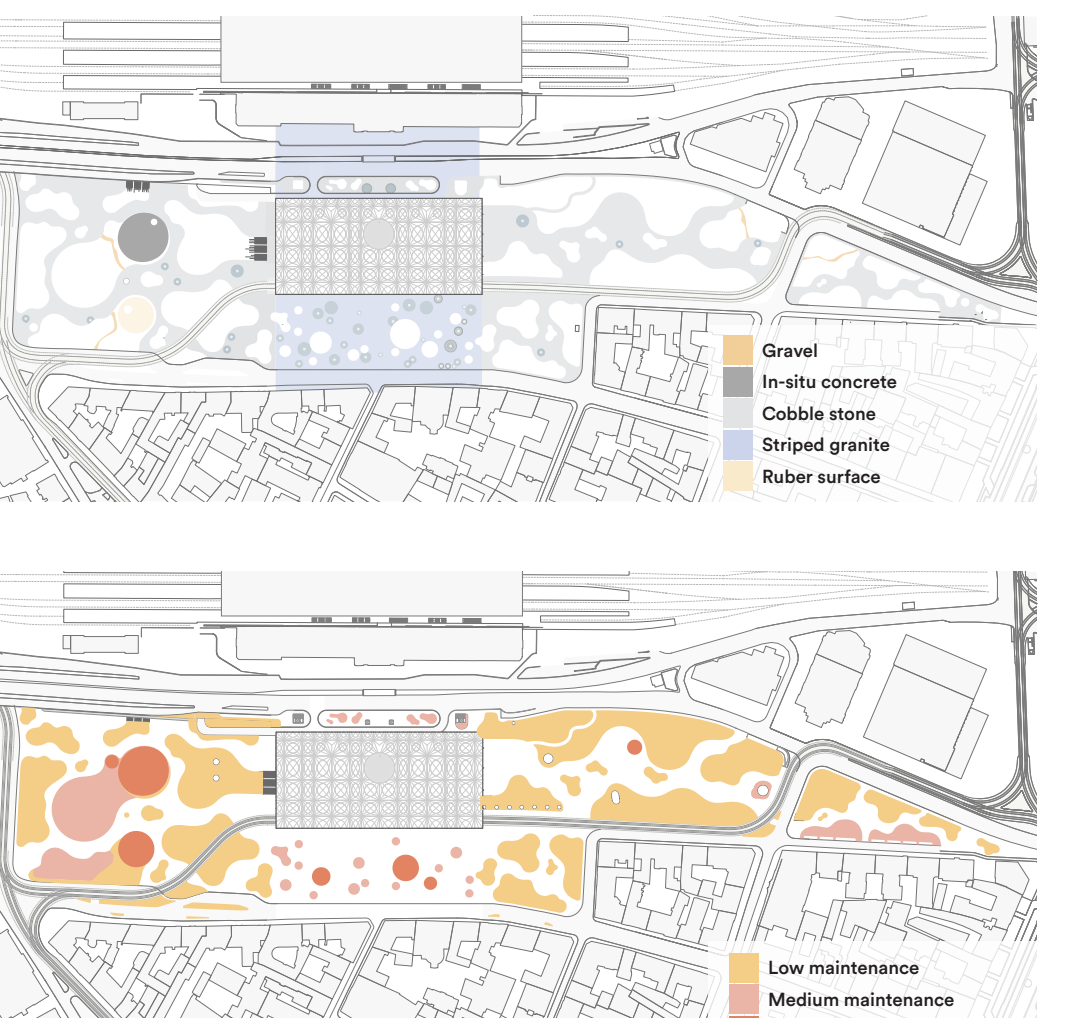 Gravel
In-situ concrete
Cobble stone
Striped granite
Ruber surface
Low maintenance
Medium maintenance